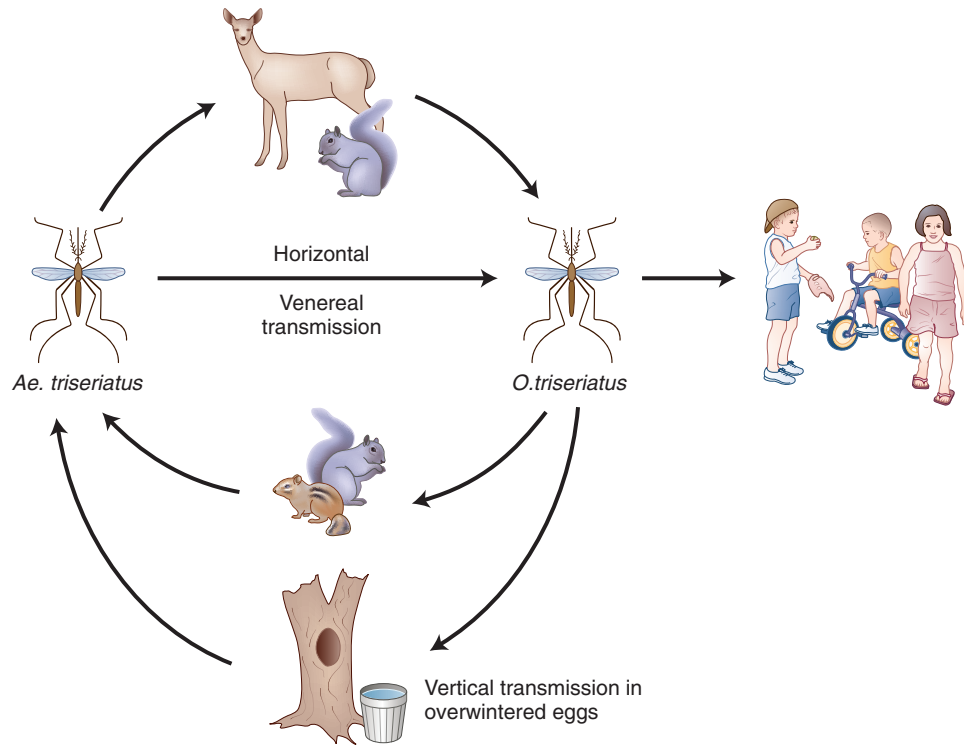 Horizontal
Venereal
transmission
Ae. triseriatus
O.triseriatus
Vertical transmission in
overwintered eggs